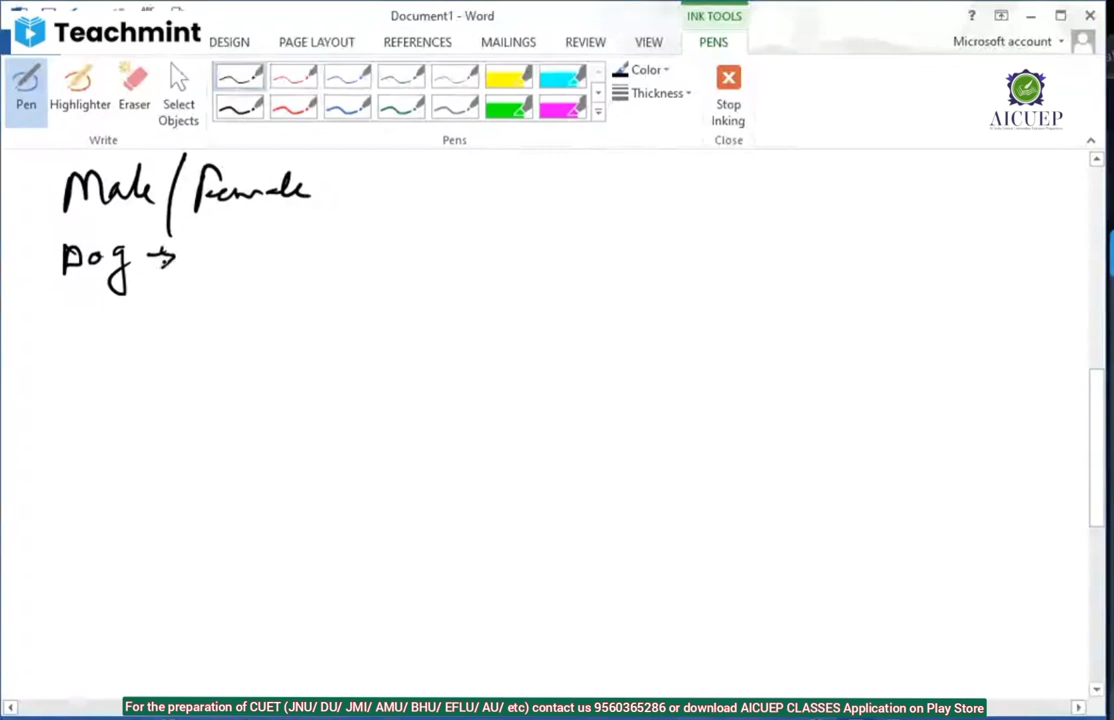 Document1 - Word
INK TOOLS
Teachmint
DESIGN PAGE LAYOUT REFERENCES MAILINGS REVIEW VIEW PENS
Microsoft account
Pen Highlighter Eraser Select Objects
Color
Thickness
Stop Inking
Write Pens Close
AICUEP
Male / Female
Dog →
For the preparation of CUET (JNU/ DU/ JMI/ AMU/ BHU/ EFLU/ AU/ etc) contact us 9560365286 or download AICUEP CLASSES Application on Play Store